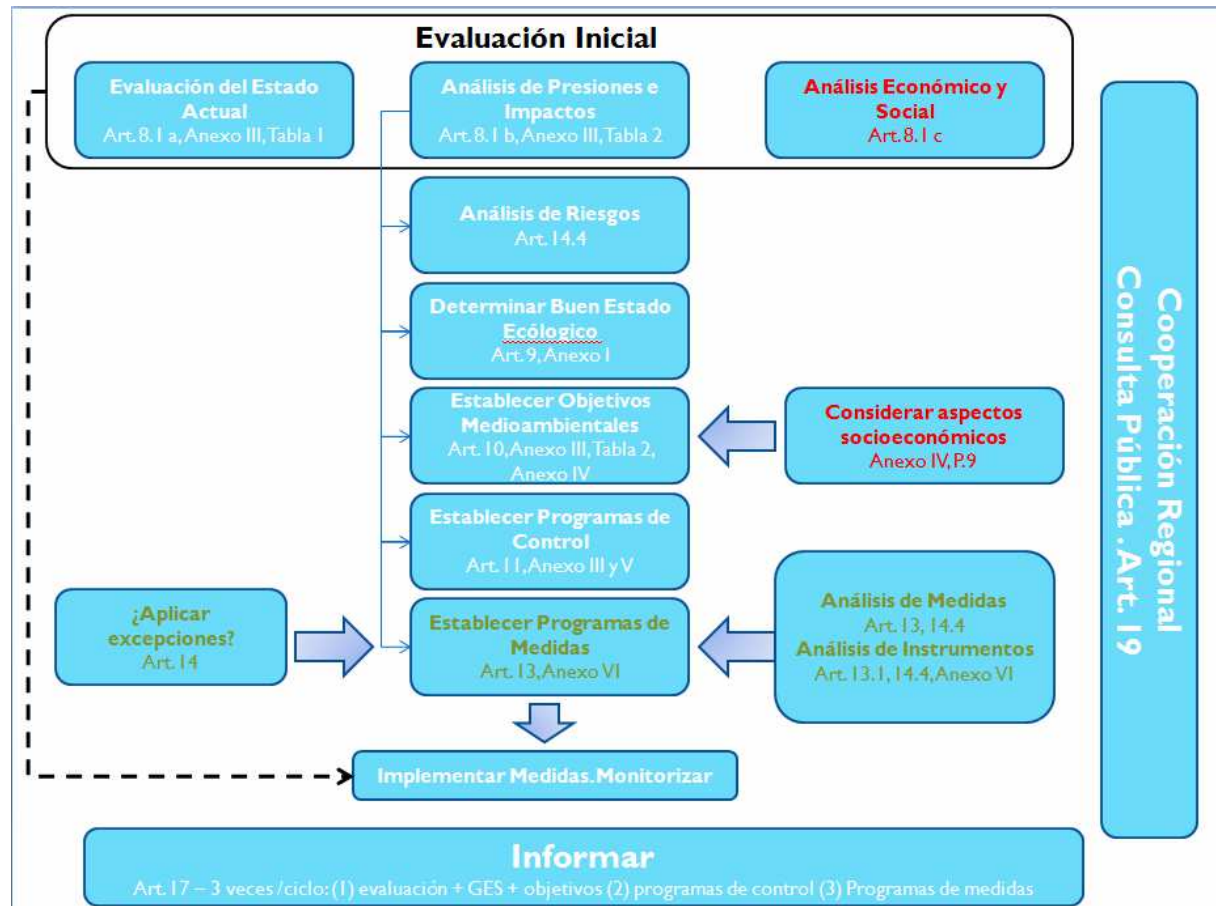 Evaluación Inicial
Evaluación del Estado
Actual
Art. 8.1 a, Anexo III, Tabla 1
Análisis de Presiones e
Impactos
Art. 8.1 b, Anexo III, Tabla 2
Análisis Económico y
Social
Art. 8.1 c
Análisis de Riesgos
Art. 14.4
Determinar Buen Estado
Ecólogico
Art. 9, Anexo I
Establecer Objetivos
Medioambientales
Art. 10, Anexo III, Tabla 2,
Anexo IV
Considerar aspectos
socioeconómicos
Anexo IV, P.9
Establecer Programas de
Control
Art. 11, Anexo III y V
¿Aplicar
excepciones?
Art. 14
Establecer Programas de
Medidas
Art. 13, Anexo VI
Análisis de Medidas
Art. 13, 14.4
Análisis de Instrumentos
Art. 13.1, 14.4, Anexo VI
Implementar Medidas. Monitorizar
Cooperación Regional
Consulta Pública . Art. 19
Informar
Art. 17 – 3 veces /ciclo: (1) evaluación + GES + objetivos (2) programas de control (3) Programas de medidas